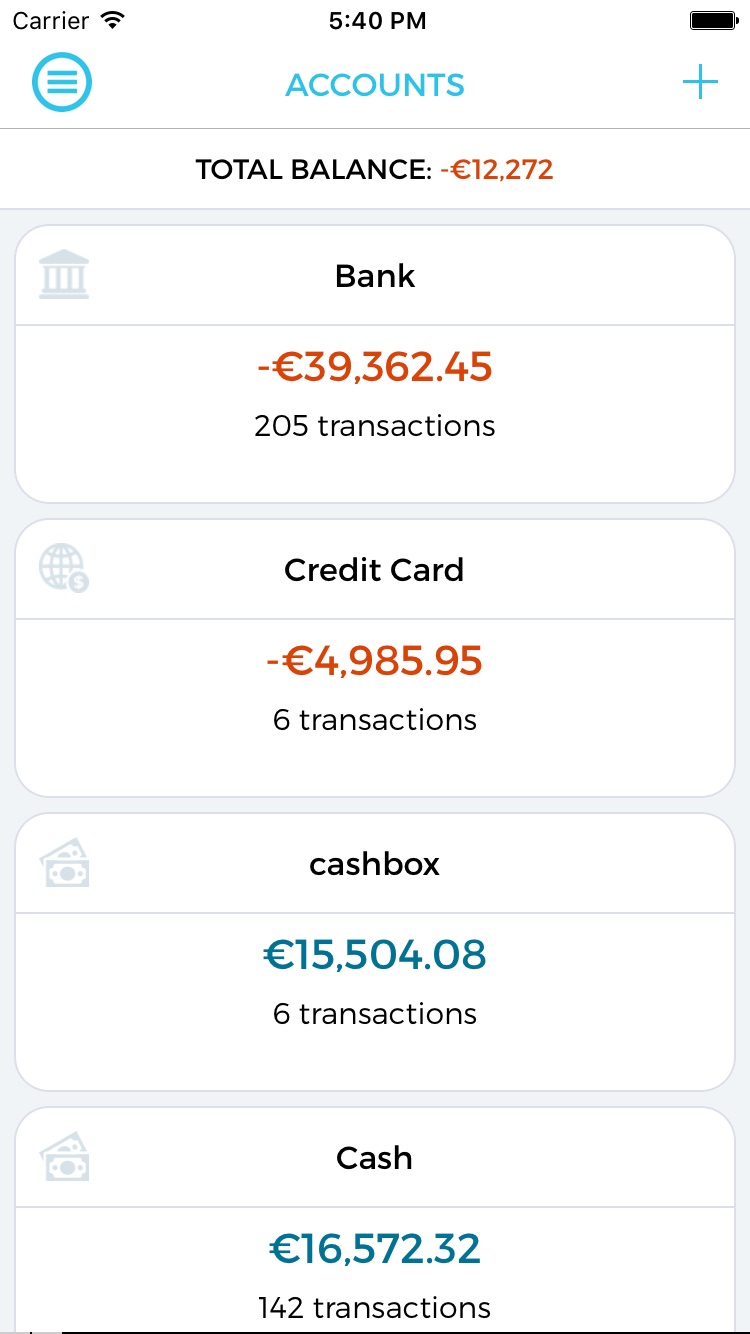 Carrier 5:40 PM
ACCOUNTS
TOTAL BALANCE: -€12,272
Bank
-€39,362.45
205 transactions
$
Credit Card
-€4,985.95
6 transactions
cashbox
€15,504.08
6 transactions
Cash
€16,572.32
142 transactions